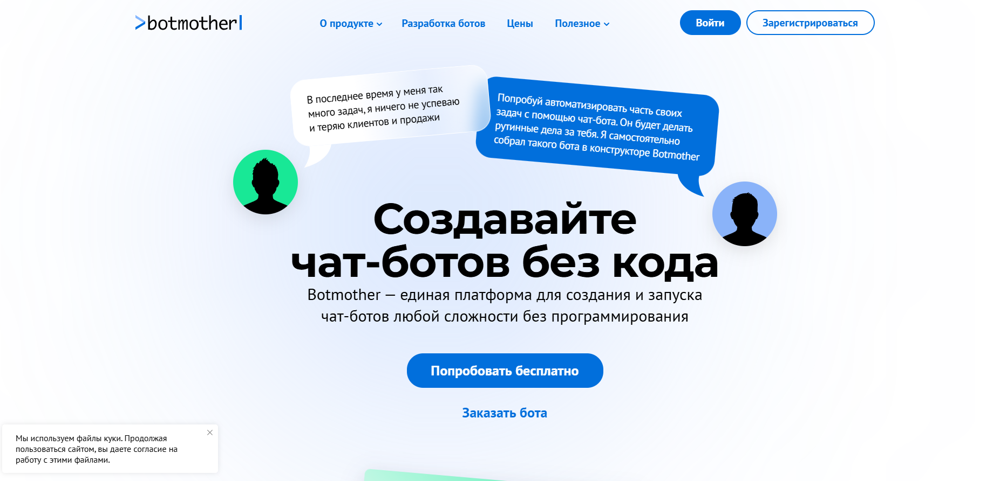 >botmother
О продукте
Разработка ботов
Цены
Полезное
Войти
Зарегистрироваться
В последнее время у меня так
много задач, я ничего не успеваю
и теряю клиентов и продажи
Попробуй автоматизировать часть своих
задач с помощью чат-бота. Он будет делать
рутинные дела за тебя. Я самостоятельно
собрал такого бота в конструкторе Botmother
Создавайте
чат-ботов без кода
Botmother — единая платформа для создания и запуска
чат-ботов любой сложности без программирования
Попробовать бесплатно
Заказать бота
Мы используем файлы куки. Продолжая
пользоваться сайтом, вы даете согласие на
работу с этими файлами.